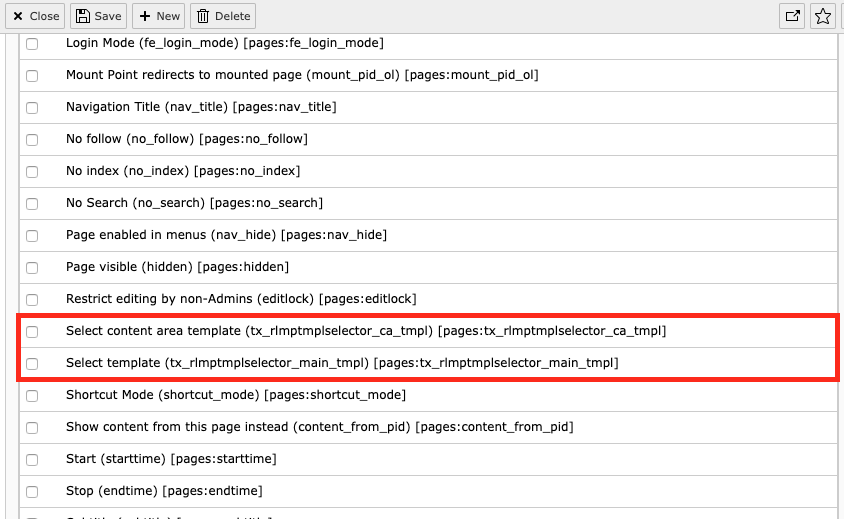 Close Save New Delete
Login Mode (fe_login_mode) [pages:fe_login_mode]
Mount Point redirects to mounted page (mount_pid_ol) [pages:mount_pid_ol]
Navigation Title (nav_title) [pages:nav_title]
No follow (no_follow) [pages:no_follow]
No index (no_index) [pages:no_index]
No Search (no_search) [pages:no_search]
Page enabled in menus (nav_hide) [pages:nav_hide]
Page visible (hidden) [pages:hidden]
Restrict editing by non-Admins (editlock) [pages:editlock]
Select content area template (tx_rlmptmplselector_ca_tmpl) [pages:tx_rlmptmplselector_ca_tmpl]
Select template (tx_rlmptmplselector_main_tmpl) [pages:tx_rlmptmplselector_main_tmpl]
Shortcut Mode (shortcut_mode) [pages:shortcut_mode]
Show content from this page instead (content_from_pid) [pages:content_from_pid]
Start (starttime) [pages:starttime]
Stop (endtime) [pages:endtime]